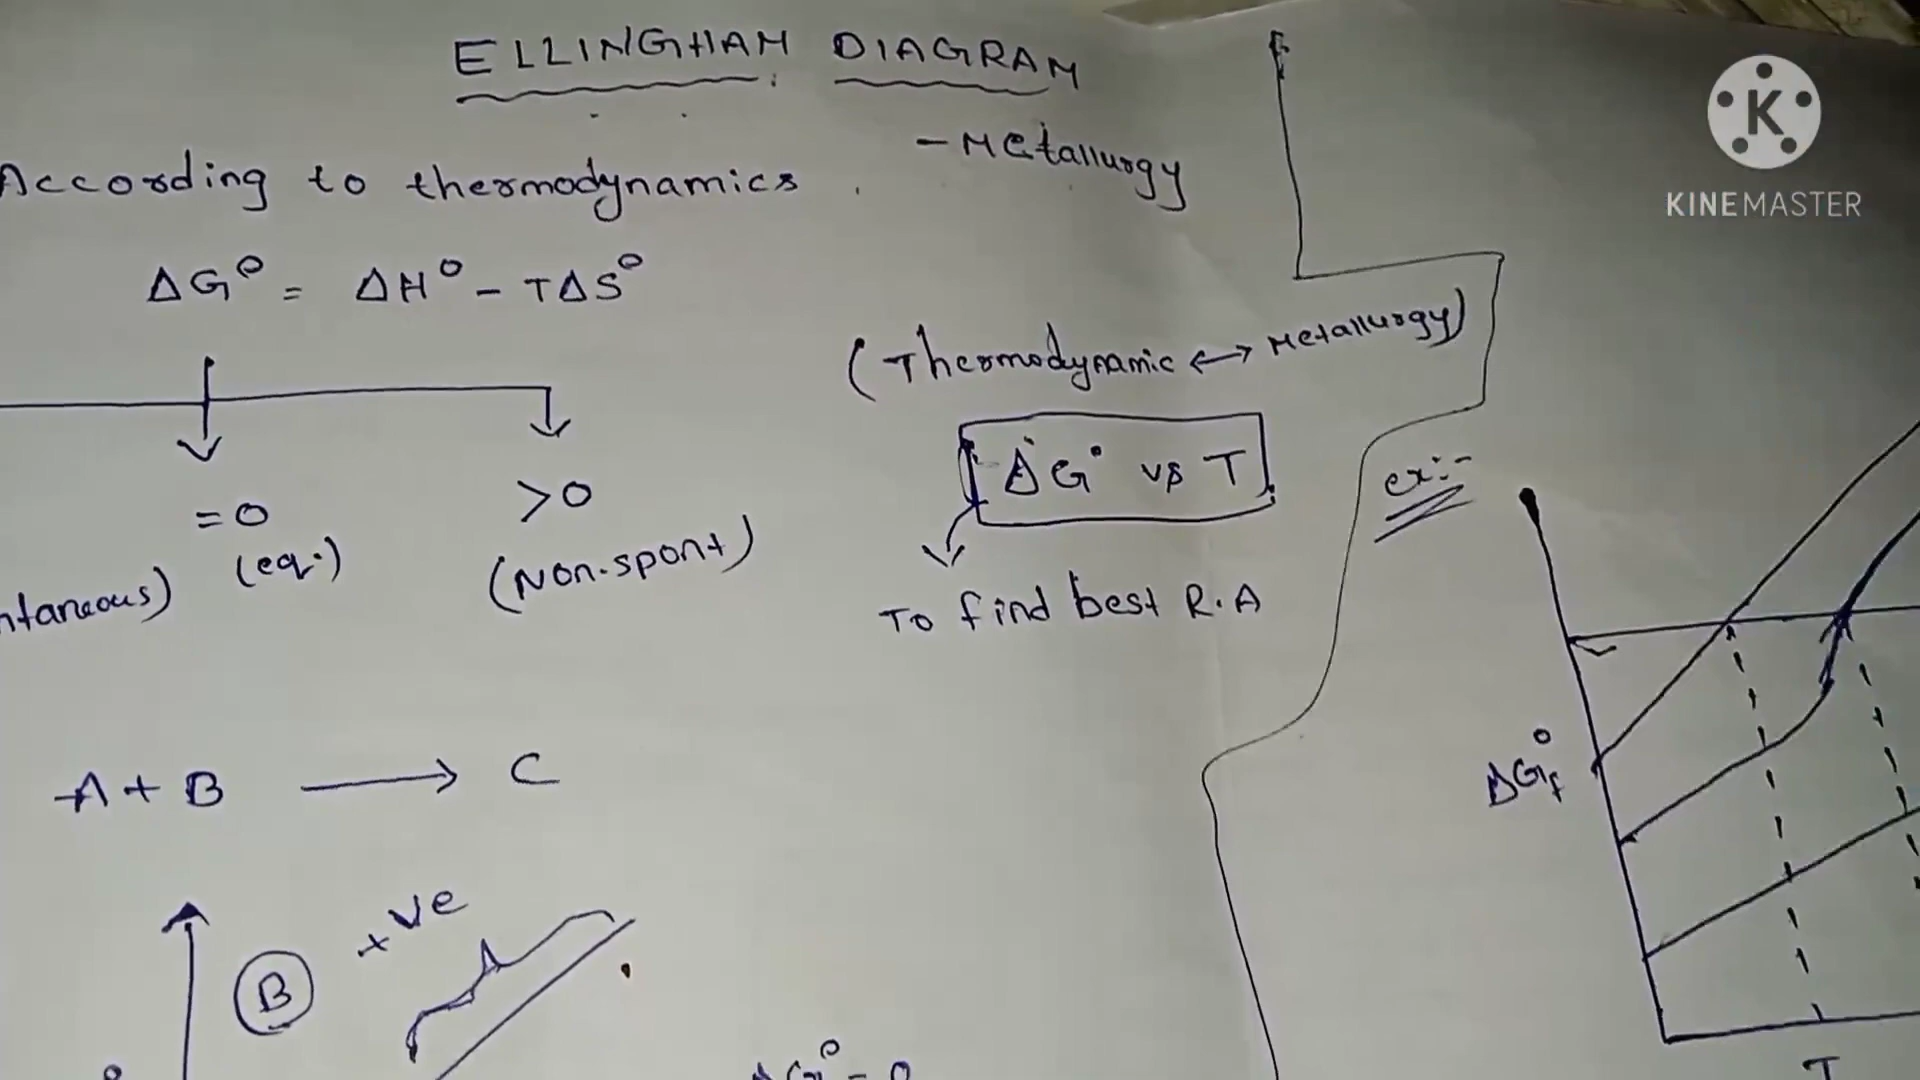 ELLINGHAM DIAGRAM
- Metallurgy
According to thermodynamics
ΔG° = ΔH° - TΔS°
(Thermodynamic ↔ Metallurgy)
ΔG° vs T
ex:-
=0
>0
(eq.)
(Non.spont)
ntaneous)
To find best R.A
A + B → C
ΔG°f
+ve
B
T
K
KINEMASTER